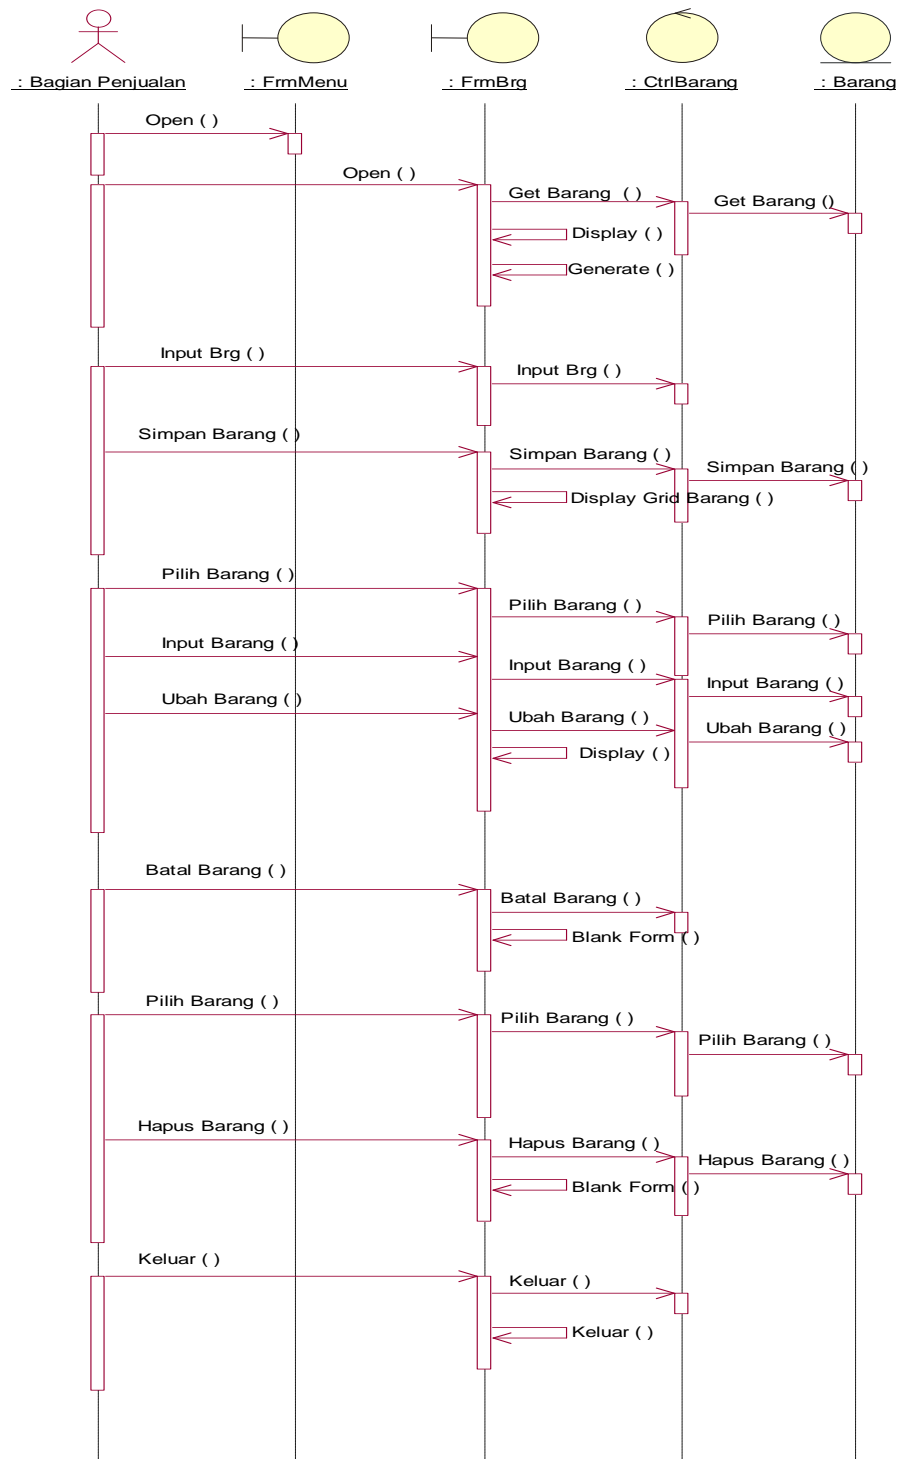 : Bagian Penjualan
: FrmMenu
: FrmBrg
: CtrlBarang
: Barang
Open ( )
Open ( )
Get Barang  ( )
Get Barang ()
Display ( )
Generate ( )
Input Brg ( )
Input Brg ( )
Simpan Barang ( )
Simpan Barang ( )
Simpan Barang ( )
Display Grid Barang ( )
Pilih Barang ( )
Pilih Barang ( )
Pilih Barang ( )
Input Barang ( )
Input Barang ( )
Input Barang ( )
Ubah Barang ( )
Ubah Barang ( )
Ubah Barang ( )
Display ( )
Batal Barang ( )
Batal Barang ( )
Blank Form ( )
Pilih Barang ( )
Pilih Barang ( )
Pilih Barang ( )
Hapus Barang ( )
Hapus Barang ( )
Hapus Barang ( )
Blank Form ( )
Keluar ( )
Keluar ( )
Keluar ( )